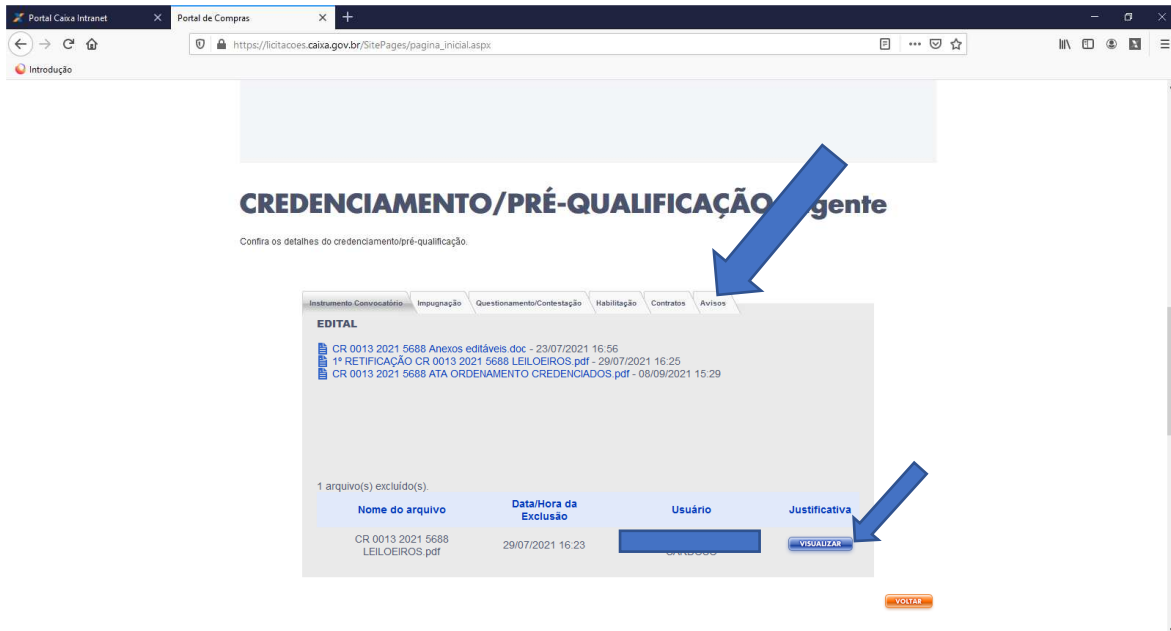 Portal Caixa Intranet
Portal de Compras
https://licitacoes.caixa.gov.br/SitePages/pagina_inicial.aspx
Introdução
CREDENCIAMENTO/PRÉ-QUALIFICAÇÃO gente
Confira os detalhes do credenciamento/pré-qualificação.
Instrumento Convocatório Impugnação Questionamento/Contestação Habilitação Contratos Avisos
EDITAL
CR 0013 2021 5688 Anexos editáveis.doc - 23/07/2021 16:56
1º RETIFICAÇÃO CR 0013 2021 5688 LEILOEIROS.pdf - 29/07/2021 16:25
CR 0013 2021 5688 ATA ORDENAMENTO CREDENCIADOS.pdf - 08/09/2021 15:29
1 arquivo(s) excluído(s).
Nome do arquivo Data/Hora da Exclusão Usuário Justificativa
CR 0013 2021 5688 LEILOEIROS.pdf 29/07/2021 16:23 VISUALIZAR
VOLTAR